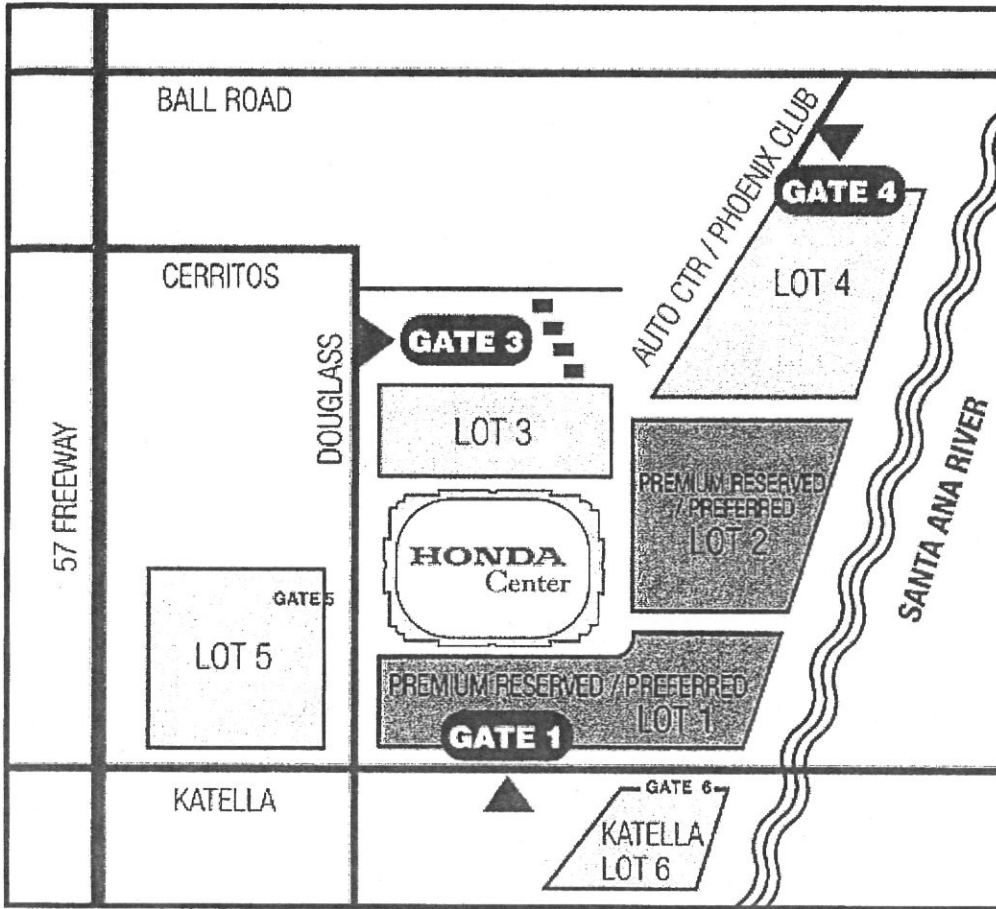 BALL ROAD
AUTO CTR / PHOENIX CLUB
GATE 4
LOT 4
CERRITOS
DOUGLASS
GATE 3
LOT 3
57 FREEWAY
PREMIUM RESERVED
/ PREFERRED
LOT 2
SANTA ANA RIVER
HONDA
Center
GATE 5
LOT 5
PREMIUM RESERVED / PREFERRED
LOT 1
GATE 1
KATELLA
GATE 6
KATELLA
LOT 6